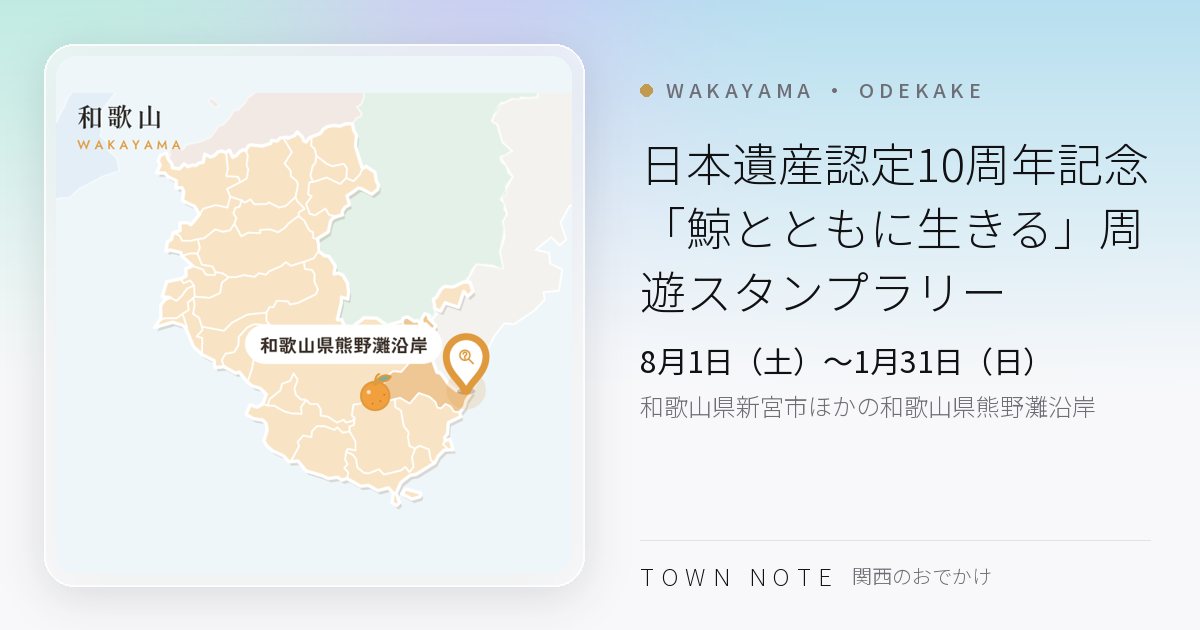 和歌山
WAKAYAMA
和歌山県熊野灘沿岸
WAKAYAMA • ODEKAKE
日本遺産認定10周年記念
「鯨とともに生きる」周
遊スタンプラリー
8月1日（土）〜1月31日（日）
和歌山県新宮市ほかの和歌山県熊野灘沿岸
TOWN NOTE 関西のおでかけ